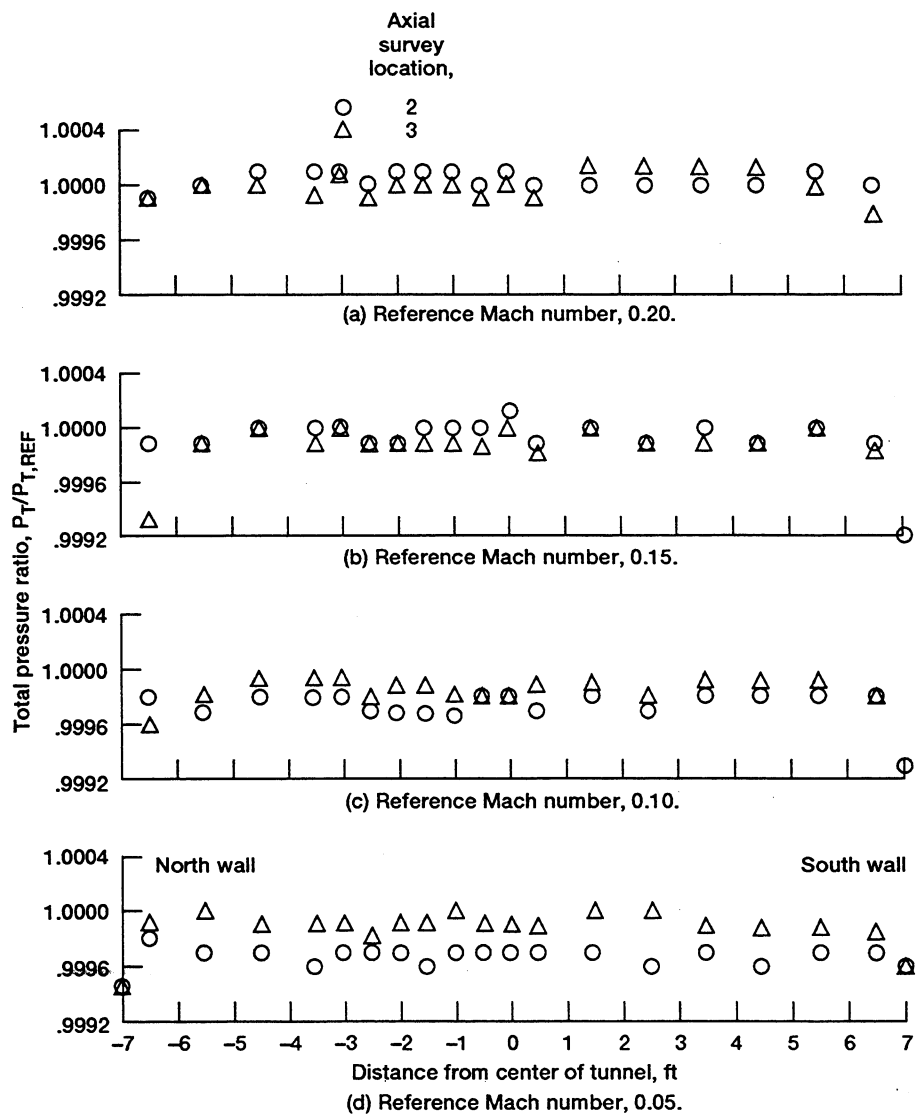 Axial
survey
location,
2
3
1.0004
1.0000
.9996
.9992
(a) Reference Mach number, 0.20.
Total pressure ratio, PT/PT,REF
1.0004
1.0000
.9996
.9992
(b) Reference Mach number, 0.15.
1.0004
1.0000
.9996
.9992
(c) Reference Mach number, 0.10.
1.0004
North wall South wall
1.0000
.9996
.9992
–7 –6 –5 –4 –3 –2 –1 0 1 2 3 4 5 6 7
Distance from center of tunnel, ft
(d) Reference Mach number, 0.05.